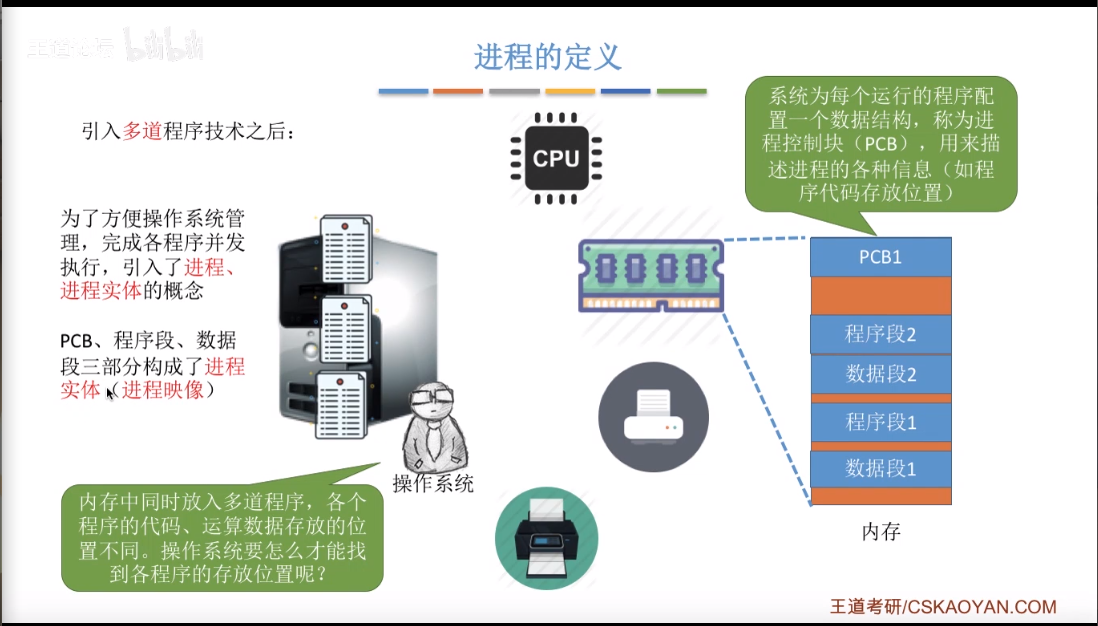 王道论坛 bilibili
进程的定义
引入多道程序技术之后：
CPU
系统为每个运行的程序配
置一个数据结构，称为进
程控制块（PCB），用来描
述进程的各种信息（如程
序代码存放位置）
为了方便操作系统管
理，完成各程序并发
执行，引入了进程、
进程实体的概念
PCB、程序段、数据
段三部分构成了进程
实体（进程映像）
PCB1
程序段2
数据段2
程序段1
数据段1
内存
操作系统
内存中同时放入多道程序，各个
程序的代码、运算数据存放的位
置不同。操作系统要怎么才能找
到各程序的存放位置呢？
王道考研/CSKAOYAN.COM